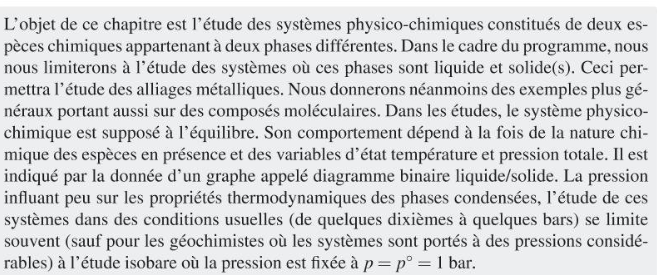 L'objet de ce chapitre est l'étude des systèmes physico-chimiques constitués de deux es-
pèces chimiques appartenant à deux phases différentes. Dans le cadre du programme, nous
nous limiterons à l'étude des systèmes où ces phases sont liquide et solide(s). Ceci per-
mettra l'étude des alliages métalliques. Nous donnerons néanmoins des exemples plus gé-
néraux portant aussi sur des composés moléculaires. Dans les études, le système physico-
chimique est supposé à l'équilibre. Son comportement dépend à la fois de la nature chi-
mique des espèces en présence et des variables d'état température et pression totale. Il est
indiqué par la donnée d'un graphe appelé diagramme binaire liquide/solide. La pression
influant peu sur les propriétés thermodynamiques des phases condensées, l'étude de ces
systèmes dans des conditions usuelles (de quelques dixièmes à quelques bars) se limite
souvent (sauf pour les géochimistes où les systèmes sont portés à des pressions considé-
rables) à l'étude isobare où la pression est fixée à p = p° = 1 bar.